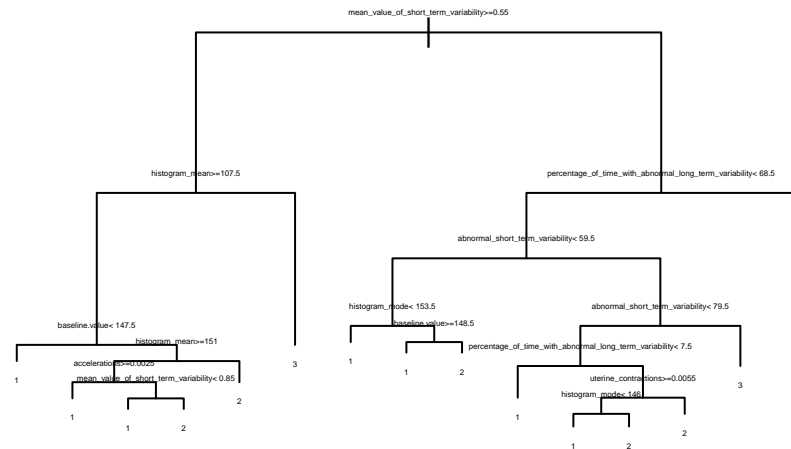 mean_value_of_short_term_variability>=0.55
histogram_mean>=107.5
percentage_of_time_with_abnormal_long_term_variability< 68.5
abnormal_short_term_variability< 59.5
histogram_mode< 153.5
abnormal_short_term_variability< 79.5
baseline.value< 147.5
baseline.value>=148.5
histogram_mean>=151
percentage_of_time_with_abnormal_long_term_variability< 7.5
accelerations>=0.0025
3
1
1
2
mean_value_of_short_term_variability< 0.85
uterine_contractions>=0.0055
1
3
2
histogram_mode< 146
1
1
2
1
2
1
2